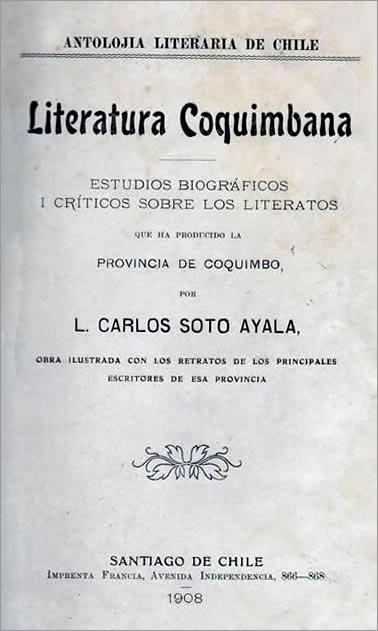 ANTOLOJIA LITERARIA DE CHILE
Literatura Coquimbana
ESTUDIOS BIOGRÁFICOS
I CRÍTICOS SOBRE LOS LITERATOS
QUE HA PRODUCIDO LA
PROVINCIA DE COQUIMBO,
POR
L. CARLOS SOTO AYALA,
OBRA ILUSTRADA CON LOS RETRATOS DE LOS PRINCIPALES
ESCRITORES DE ESA PROVINCIA
SANTIAGO DE CHILE
IMPRENTA FRANCIA, AVENIDA INDEPENDENCIA, 866—868
1908